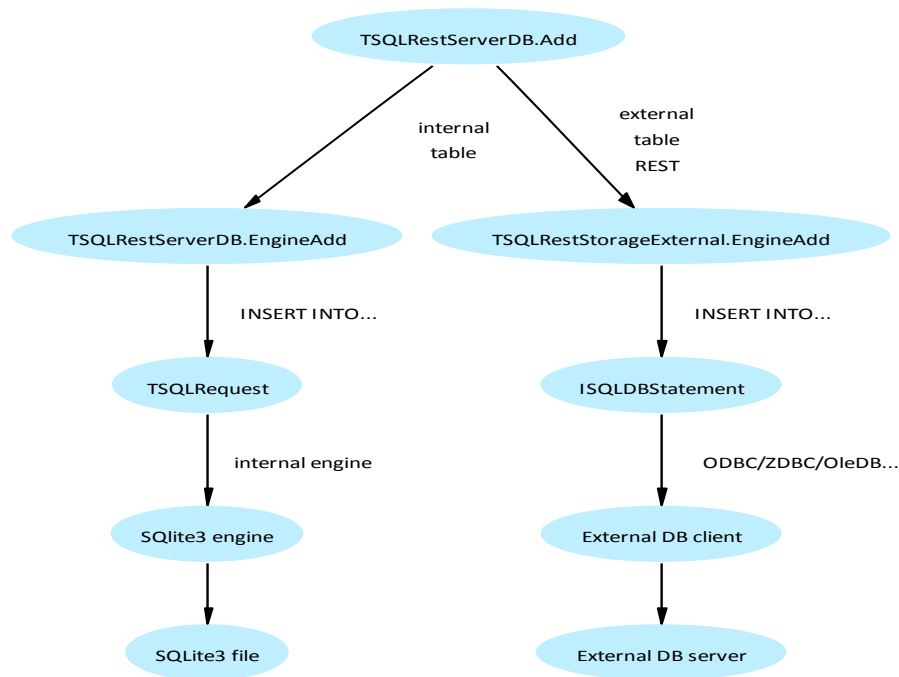 TSQLRestServerDB.Add
internal
table
external
table
REST
TSQLRestServerDB.EngineAdd
TSQLRestStorageExternal.EngineAdd
INSERT INTO...
INSERT INTO...
TSQLRequest
ISQLDBStatement
internal engine
ODBC/ZDBC/OleDB...
SQlite3 engine
External DB client
SQLite3 file
External DB server